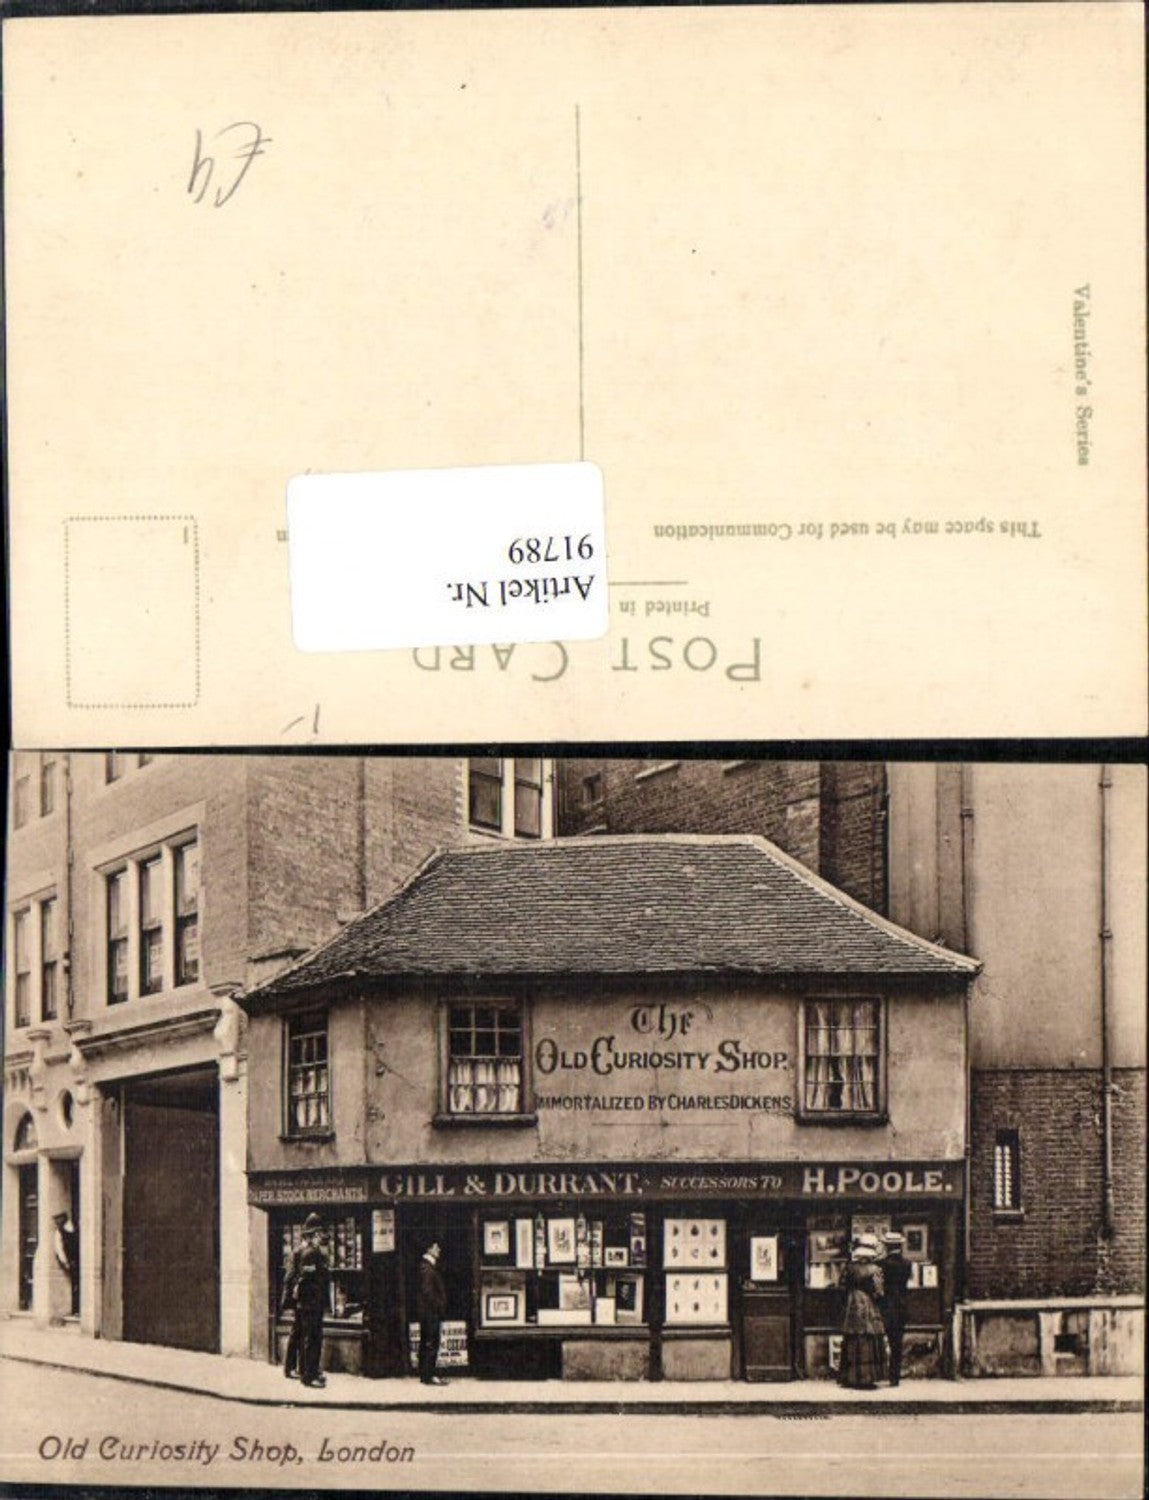 £9
Valentine's Series
This space may be used for Communication
Printed in
POST CARD
Artikel Nr.
91789
The
OLD CURIOSITY SHOP.
IMMORTALIZED BY CHARLES DICKENS
PAPER STOCK MERCHANTS.
GILL & DURRANT, SUCCESSORS TO H. POOLE.
Old Curiosity Shop, London